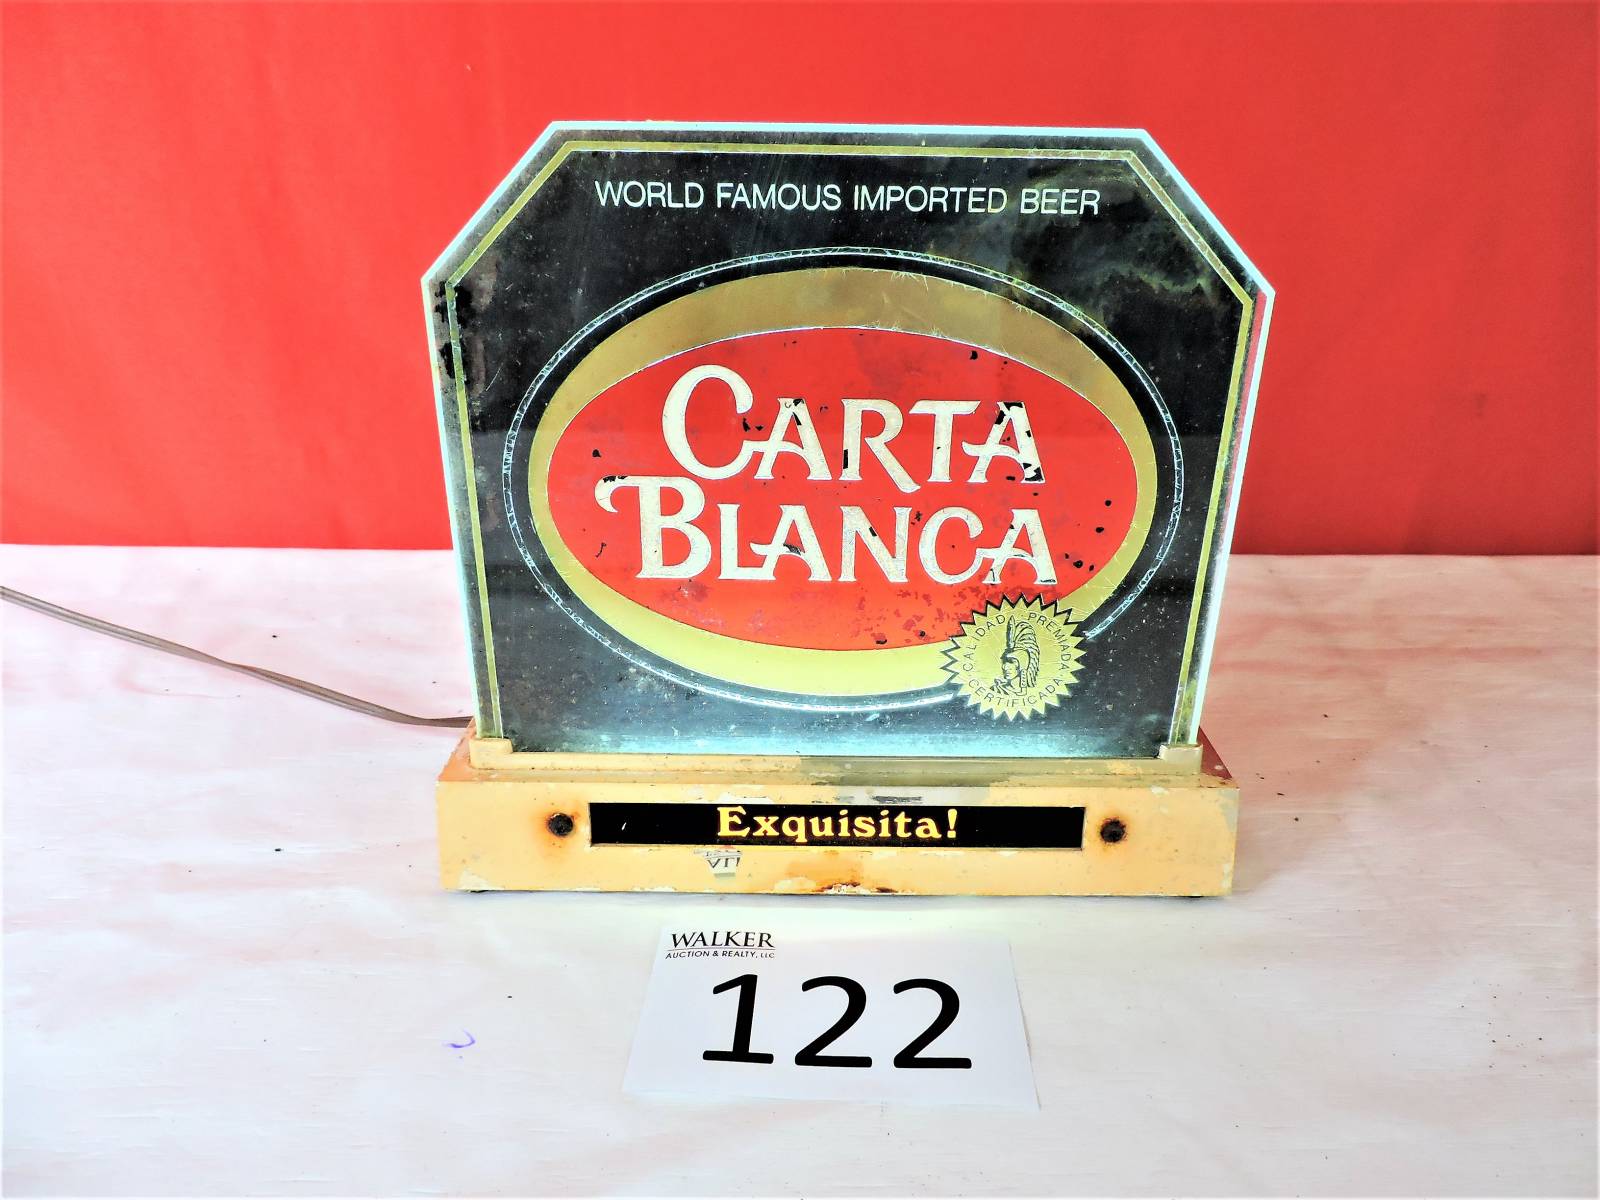 WORLD FAMOUS IMPORTED BEER
CARTA
BLANCA
CALIDAD PREMIADA
CERTIFICADA
Exquisita!
WALKER
AUCTION & REALTY, LLC
122